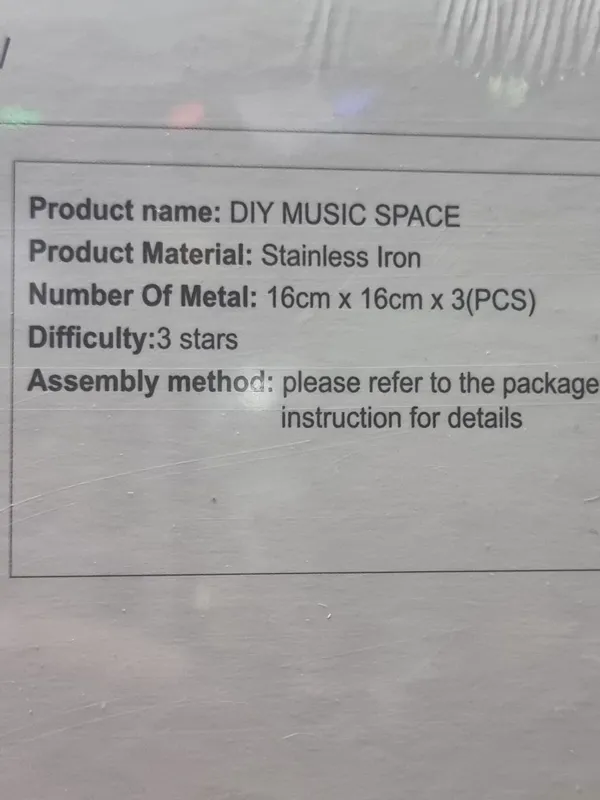 Product name: DIY MUSIC SPACE
Product Material: Stainless Iron
Number Of Metal: 16cm x 16cm x 3(PCS)
Difficulty:3 stars
Assembly method: please refer to the package
instruction for details